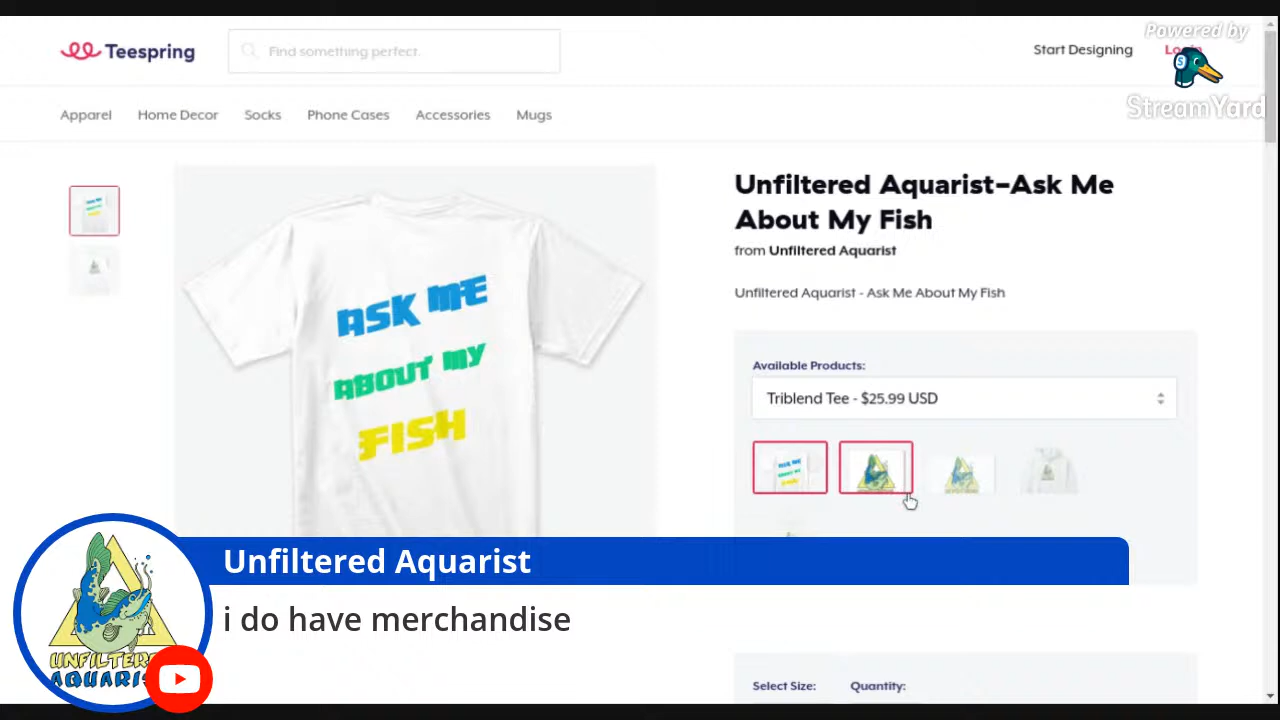 Powered by
StreamYard
Teespring
Find something perfect.
Start Designing
Apparel
Home Decor
Socks
Phone Cases
Accessories
Mugs
Unfiltered Aquarist-Ask Me
About My Fish
from Unfiltered Aquarist
Unfiltered Aquarist - Ask Me About My Fish
ASK ME
ABOUT MY
FISH
Available Products:
Triblend Tee - $25.99 USD
Unfiltered Aquarist
i do have merchandise
AQUARIST
Select Size:
Quantity: